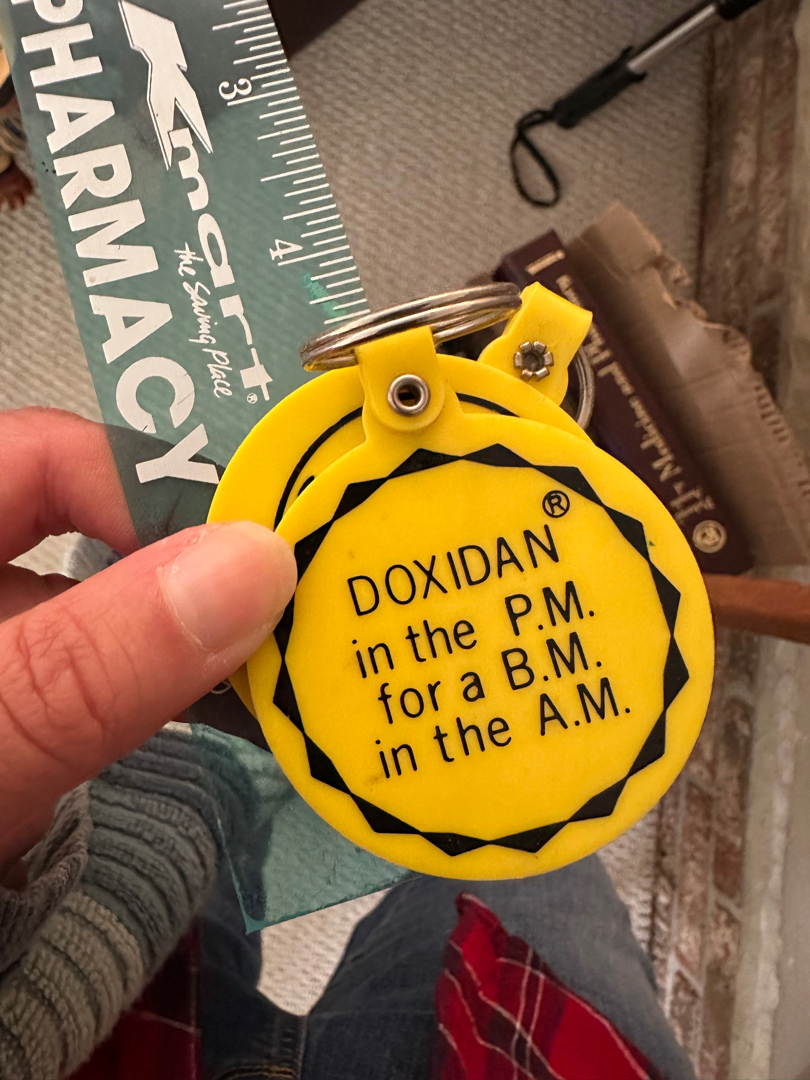 PHARMACY
Kmart®
the Saving Place
3
4
DOXIDAN®
in the P.M.
for a B.M.
in the A.M.